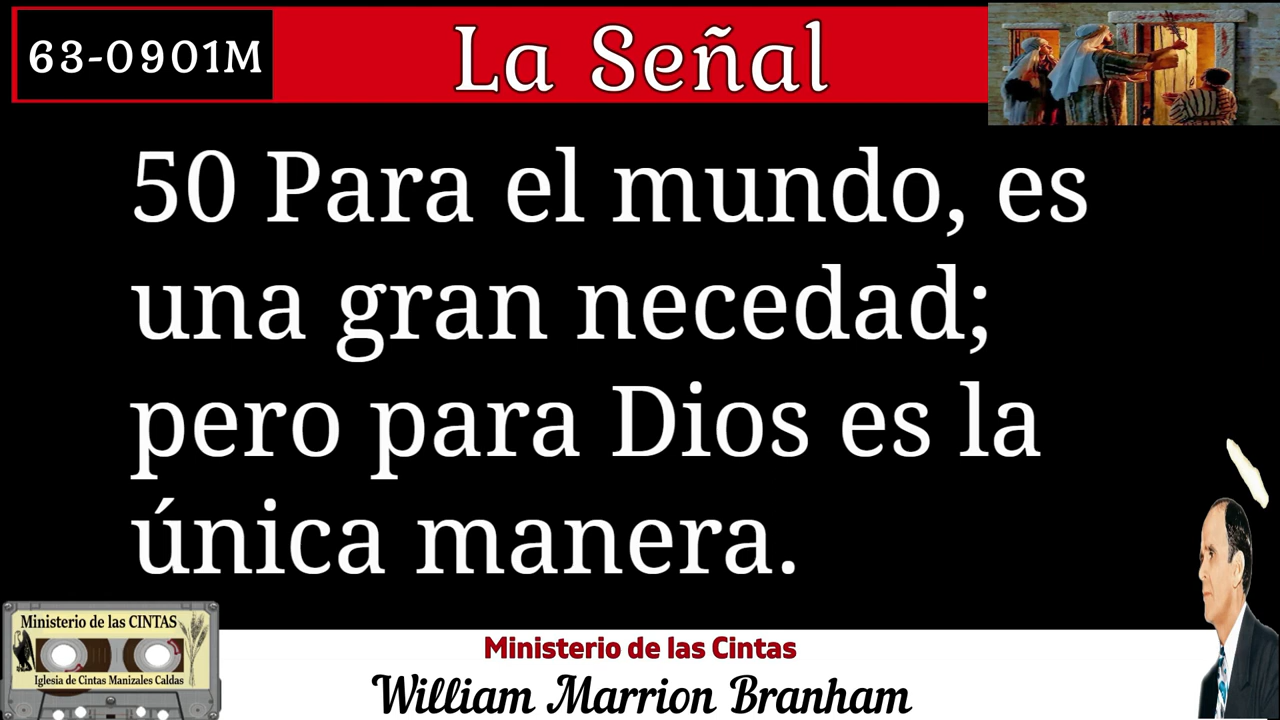 63-0901M
La Señal
50 Para el mundo, es
una gran necedad;
pero para Dios es la
única manera.
Ministerio de las CINTAS
Iglesia de Cintas Manizales Caldas
Ministerio de las Cintas
William Marrion Branham